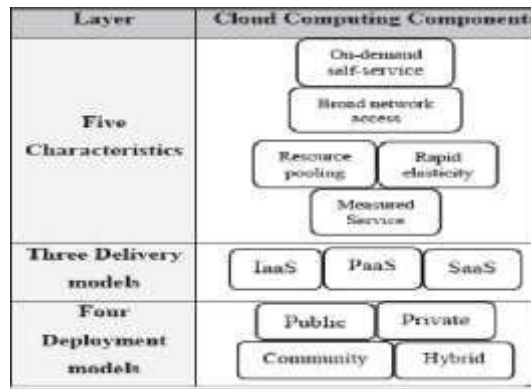 Layer
Cloud Computing Component
On-demand
self-service
Broad network
access
Five
Characteristics
Resource
pooling
Rapid
elasticity
Measured
Service
Three Delivery
models
IaaS
PaaS
SaaS
Four
Deployment
models
Public
Private
Community
Hybrid